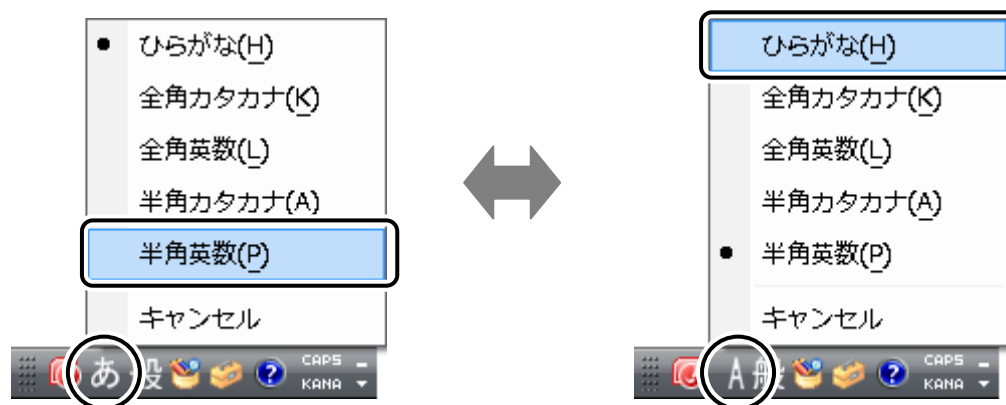 ひらがな(H)
全角カタカナ(K)
全角英数(L)
半角カタカナ(A)
半角英数(P)
キャンセル
あ 般 CAPS
KANA
ひらがな(H)
全角カタカナ(K)
全角英数(L)
半角カタカナ(A)
半角英数(P)
キャンセル
A 般 CAPS
KANA